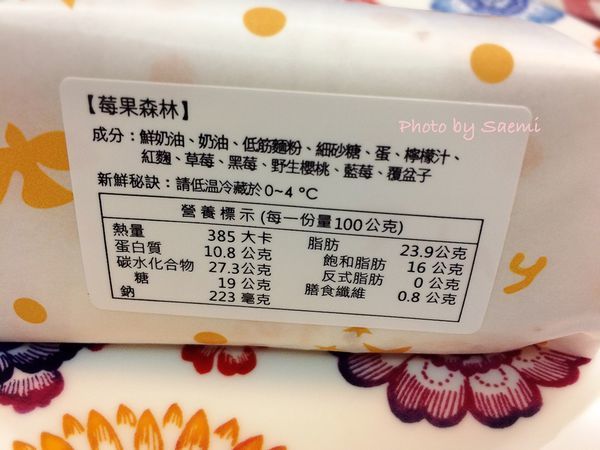 Photo by Saemi
【莓果森林】
成分：鮮奶油、奶油、低筋麵粉、細砂糖、蛋、檸檬汁、
紅麴、草莓、黑莓、野生櫻桃、藍莓、覆盆子
新鮮秘訣：請低溫冷藏於0~4 °C
營養標示(每一份量100公克)
熱量 385 大卡 脂肪 23.9公克
蛋白質 10.8 公克 飽和脂肪 16 公克
碳水化合物 27.3公克 反式脂肪 0 公克
糖 19 公克 膳食纖維 0.8 公克
鈉 223 毫克